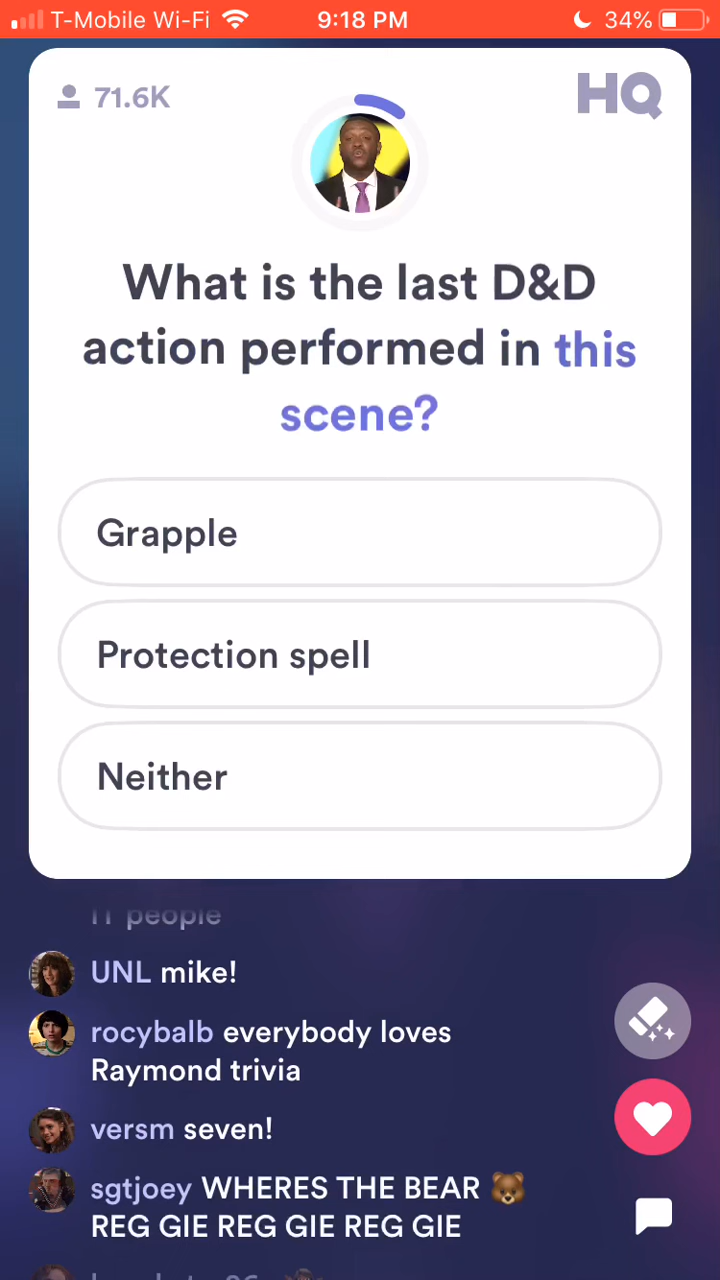 T-Mobile Wi-Fi 9:18 PM 34%
71.6K HQ
What is the last D&D
action performed in this
scene?
Grapple
Protection spell
Neither
IT people
UNL mike!
rocybalb everybody loves
Raymond trivia
versm seven!
sgtjoey WHERES THE BEAR 🐻
REG GIE REG GIE REG GIE